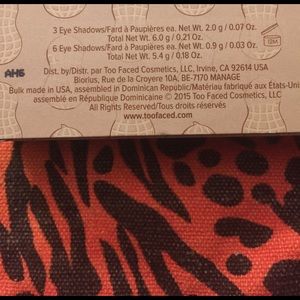 3 Eye Shadows/Fard à Paupières ea. Net Wt. 2.0 g / 0.07 Oz.
Total Net Wt. 6.0 g / 0.21 Oz.
6 Eye Shadows/Fard à Paupières ea. Net Wt. 0.9 g / 0.03 Oz.
Total Net Wt. 5.4 g / 0.18 Oz.
12M
AH6
Dist. by/Distr. par Too Faced Cosmetics, LLC, Irvine, CA 92614 USA
Biorius, Rue de la Croyere 10A, BE-7170 MANAGE
Bulk made in USA, assembled in Dominican Republic/Matériau fabriqué aux États-Uni
assemblé en République Dominicaine © 2015 Too Faced Cosmetics, LLC
All Rights Reserved/Tous droits réservés
www.toofaced.com